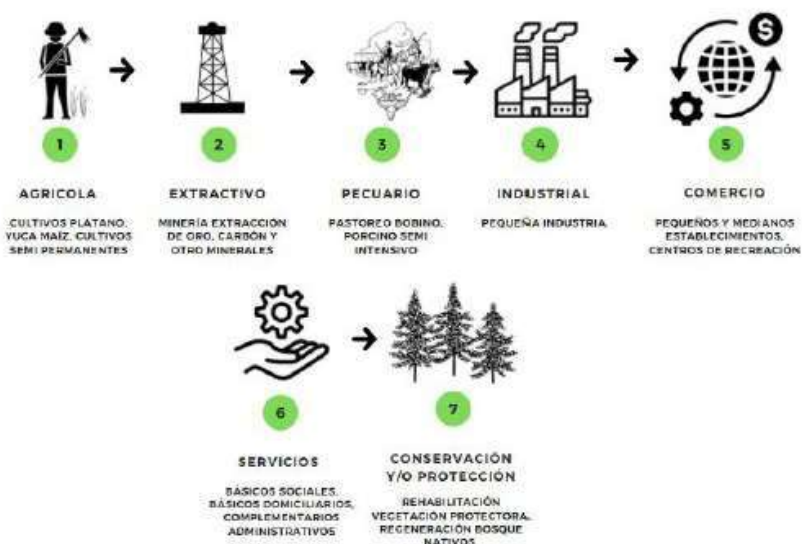 1
AGRICOLA
CULTIVOS PLATANO,
YUCA MAÍZ, CULTIVOS
SEMI PERMANENTES
2
EXTRACTIVO
MINERÍA EXTRACCIÓN
DE ORO, CARBÓN Y
OTRO MINERALES
3
PECUARIO
PASTOREO BOBINO,
PORCINO SEMI
INTENSIVO
4
INDUSTRIAL
PEQUEÑA INDUSTRIA
5
$
COMERCIO
PEQUEÑOS Y MEDIANOS
ESTABLECIMIENTOS,
CENTROS DE RECREACIÓN
6
SERVICIOS
BÁSICOS SOCIALES,
BÁSICOS DOMICILIARIOS,
COMPLEMENTARIOS
ADMINISTRATIVOS
7
CONSERVACIÓN
Y/O PROTECCIÓN
REHABILITACIÓN
VEGETACIÓN PROTECTORA,
REGENERACIÓN BOSQUE
NATIVOS